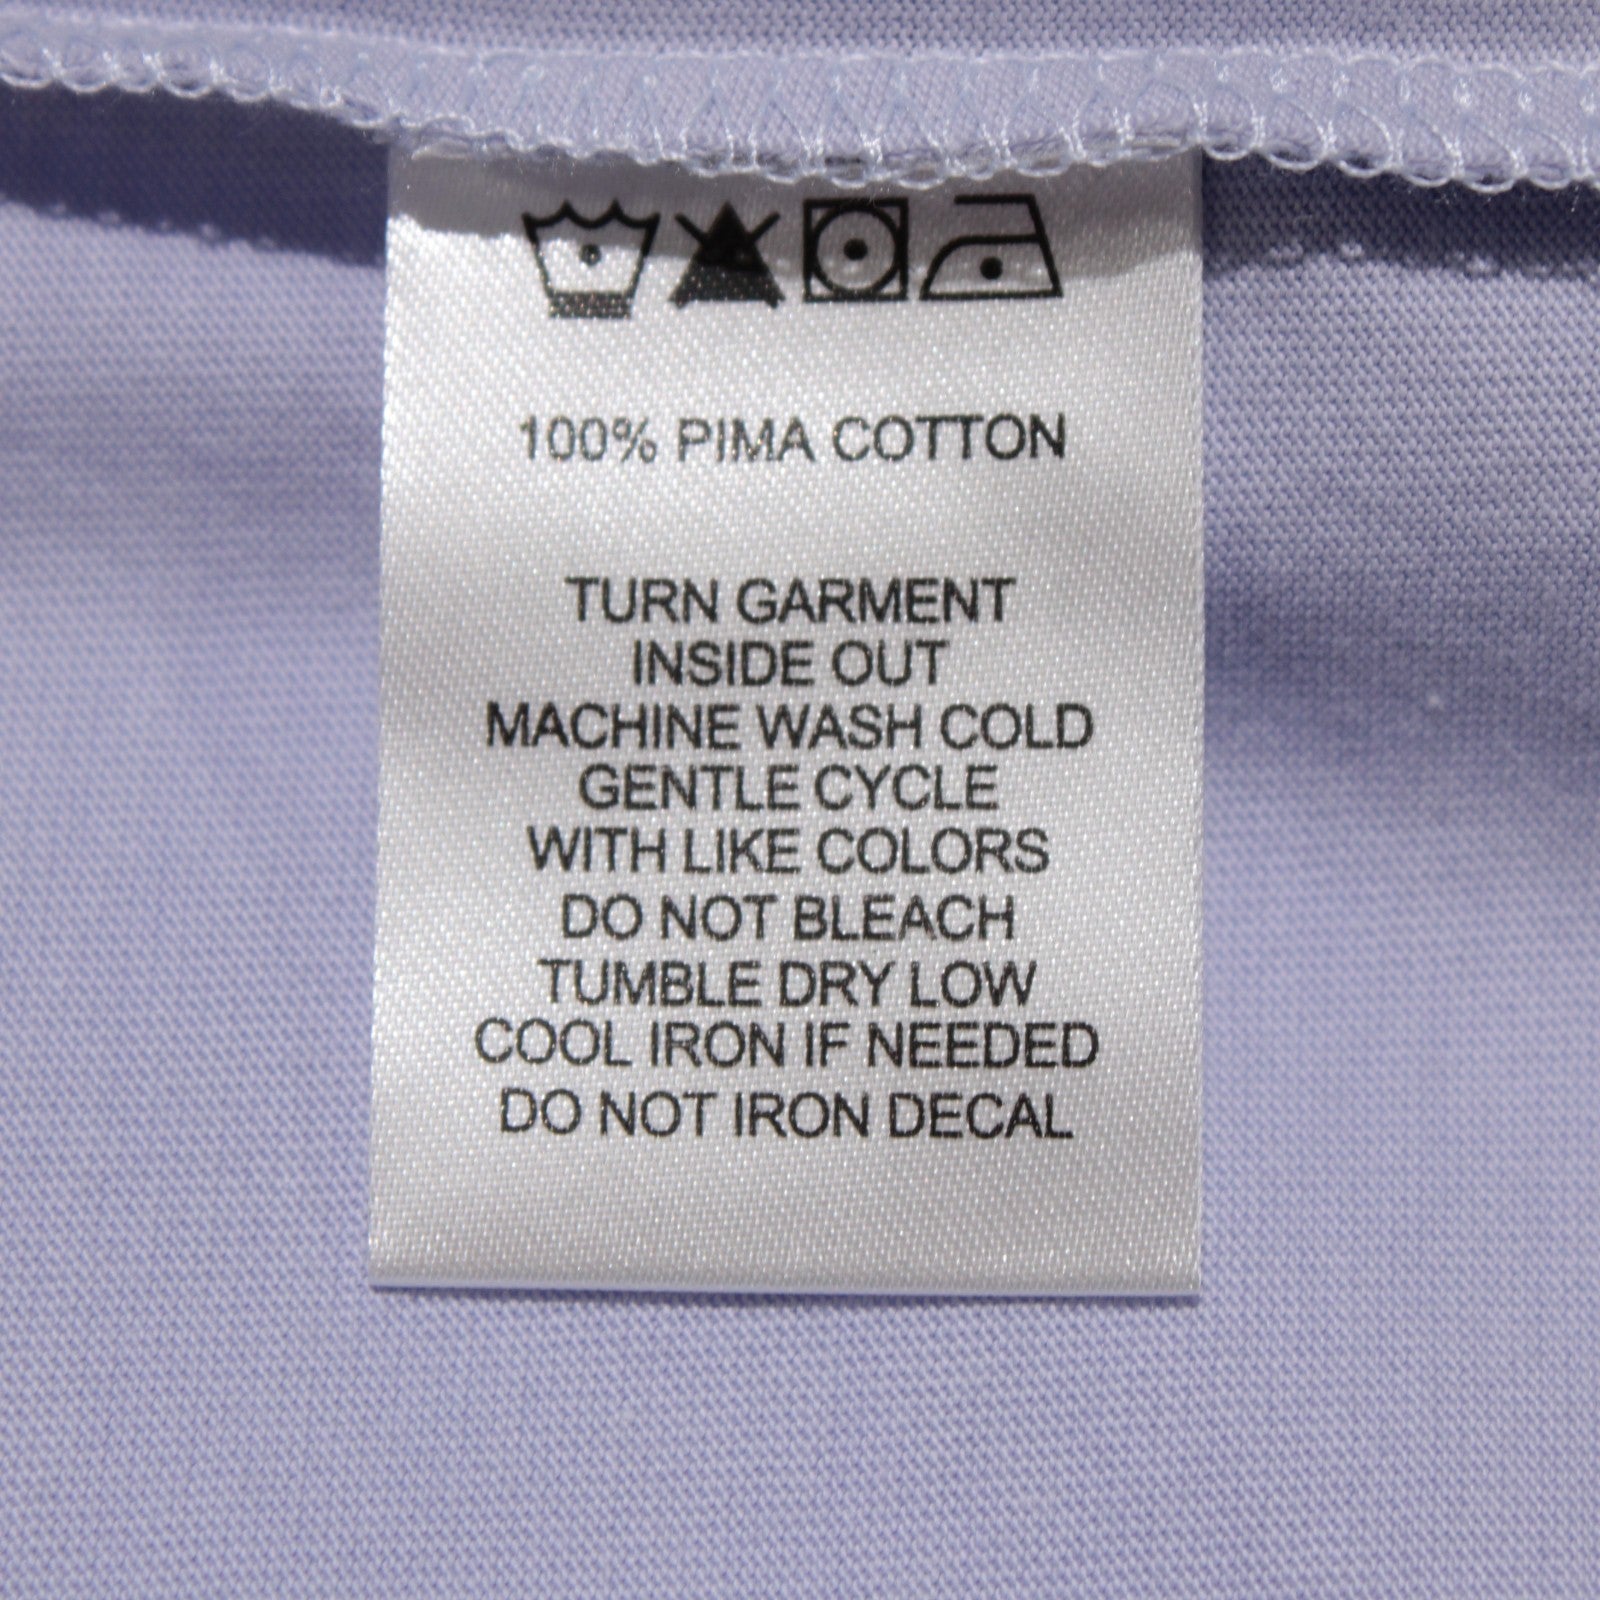 100% PIMA COTTON
TURN GARMENT
INSIDE OUT
MACHINE WASH COLD
GENTLE CYCLE
WITH LIKE COLORS
DO NOT BLEACH
TUMBLE DRY LOW
COOL IRON IF NEEDED
DO NOT IRON DECAL